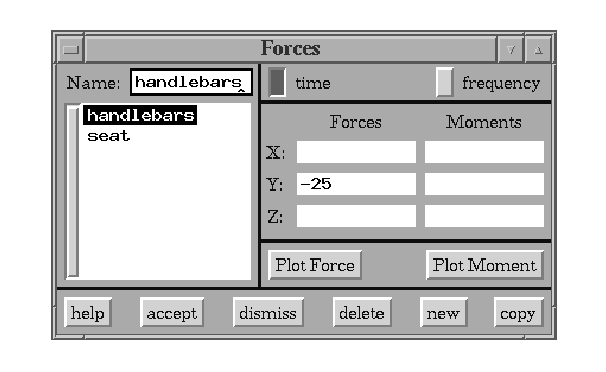 Forces
Name: handlebars
time frequency
handlebars
seat
Forces Moments
X:
Y: -25
Z:
Plot Force Plot Moment
help accept dismiss delete new copy